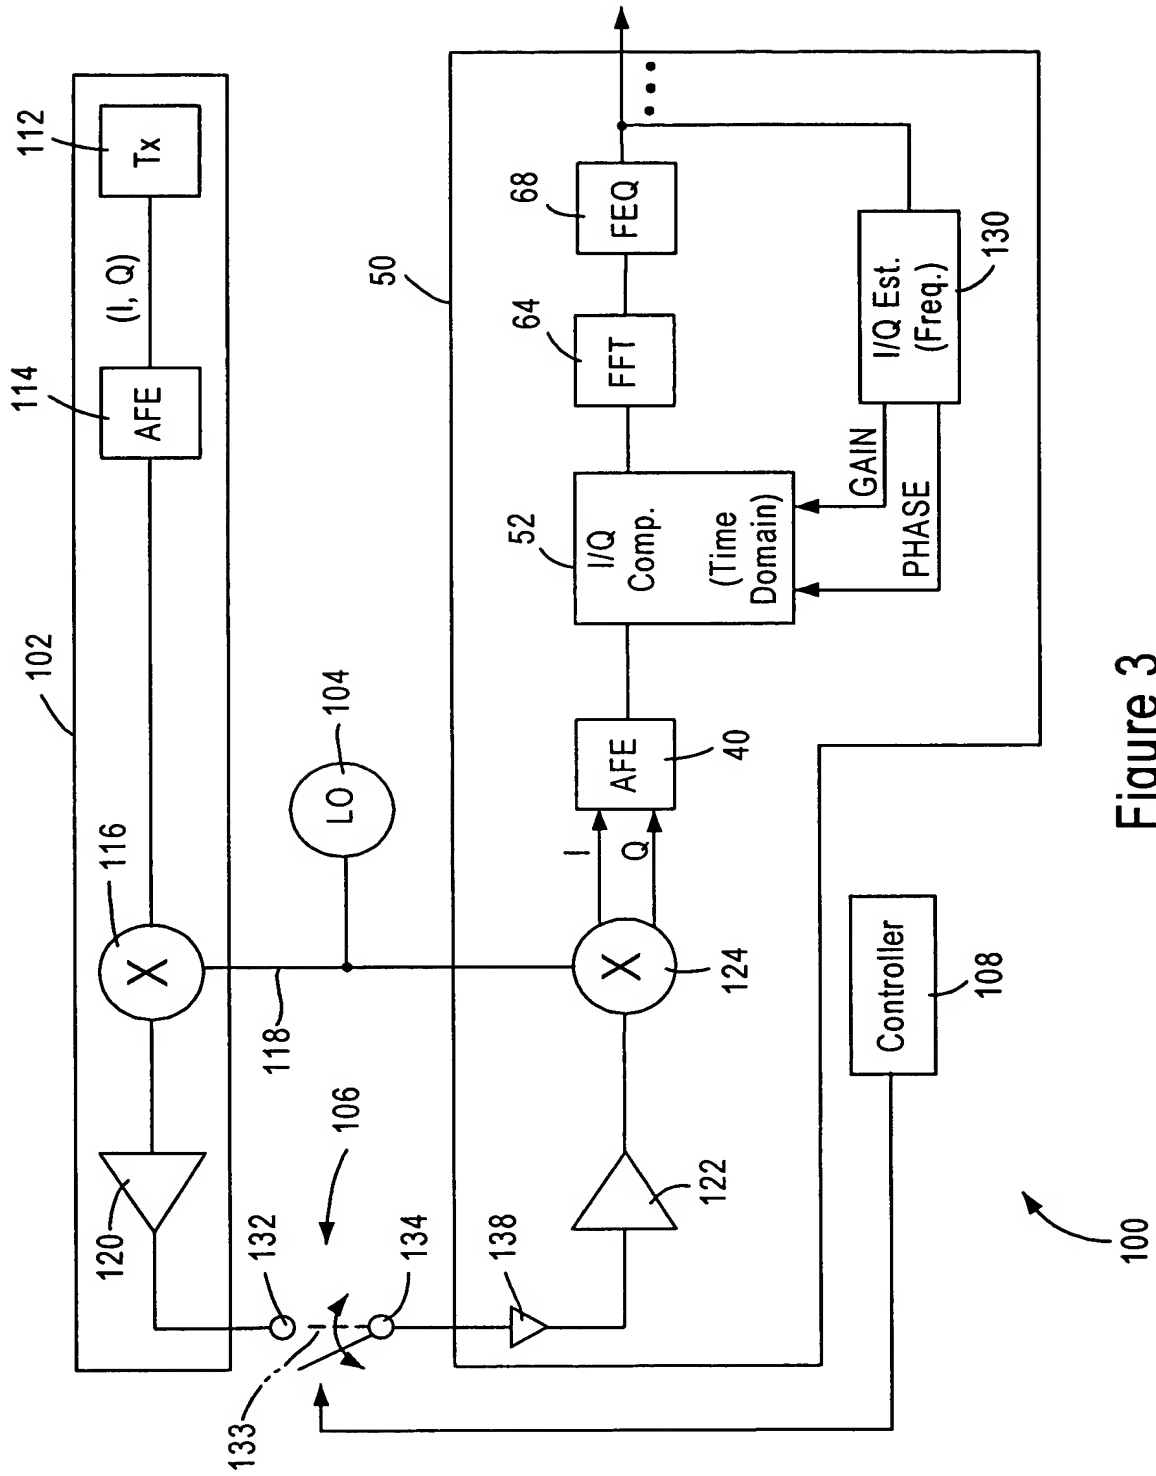 102
114
112
AFE
(I, Q)
Tx
116
X
120
118
104
LO
132
106
133
134
138
122
50
124
X
I
Q
AFE
40
52
I/Q
Comp.
(Time
Domain)
64
FFT
68
FEQ
GAIN
PHASE
I/Q Est.
(Freq.)
130
Controller
108
100
Figure 3